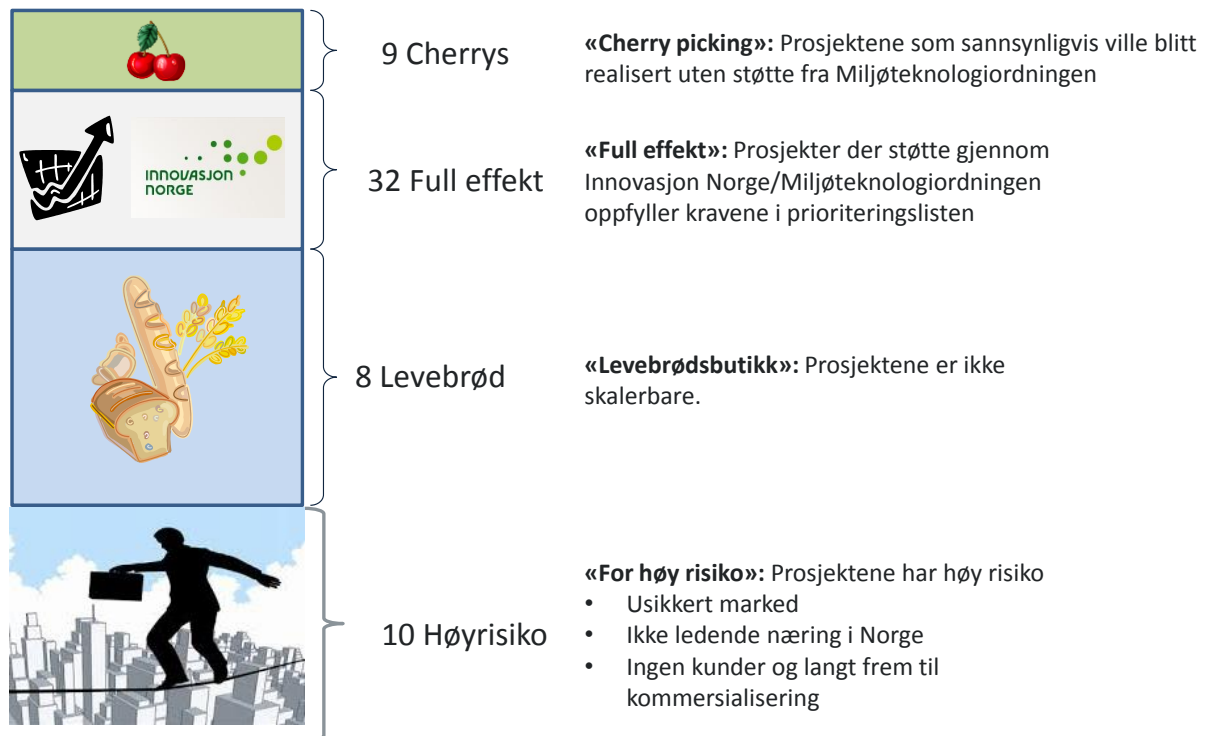 9 Cherrys
«Cherry picking»: Prosjektene som sannsynligvis ville blitt
realisert uten støtte fra Miljøteknologiordningen
INNOVASJON
NORGE
32 Full effekt
«Full effekt»: Prosjekter der støtte gjennom
Innovasjon Norge/Miljøteknologiordningen
oppfyller kravene i prioriteringslisten
8 Levebrød
«Levebrødsbutikk»: Prosjektene er ikke
skalerbare.
10 Høyrisiko
«For høy risiko»: Prosjektene har høy risiko
• Usikkert marked
• Ikke ledende næring i Norge
• Ingen kunder og langt frem til
kommersialisering